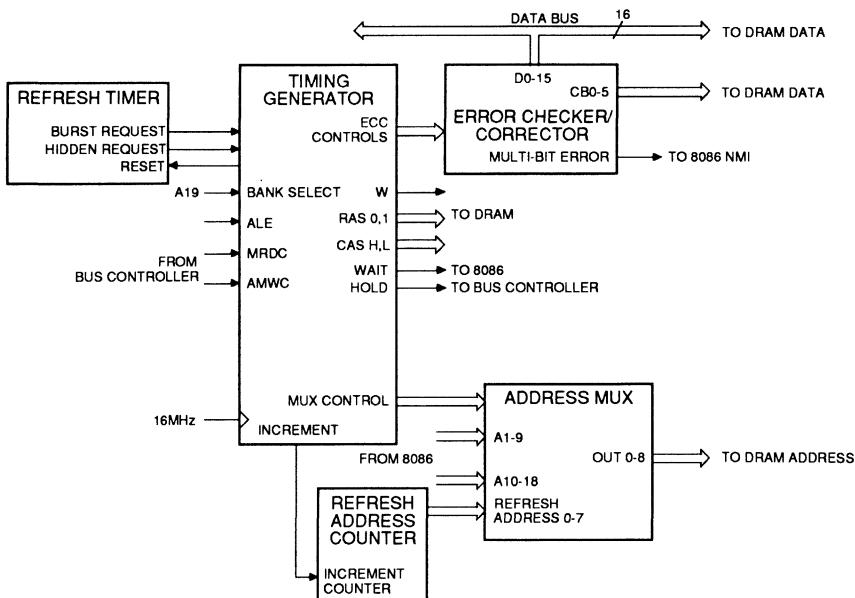 DATA BUS
16
TO DRAM DATA
D0-15
CB0-5
TO DRAM DATA
ERROR CHECKER/
CORRECTOR
MULTI-BIT ERROR
TO 8086 NMI
REFRESH TIMER
BURST REQUEST
HIDDEN REQUEST
RESET
TIMING
GENERATOR
ECC
CONTROLS
A19
BANK SELECT
W
ALE
RAS 0,1
TO DRAM
MRDC
CAS H,L
FROM
BUS CONTROLLER
AMWC
WAIT
TO 8086
HOLD
TO BUS CONTROLLER
MUX CONTROL
16MHz
INCREMENT
ADDRESS MUX
A1-9
FROM 8086
OUT 0-8
TO DRAM ADDRESS
A10-18
REFRESH
ADDRESS 0-7
REFRESH
ADDRESS
COUNTER
INCREMENT
COUNTER